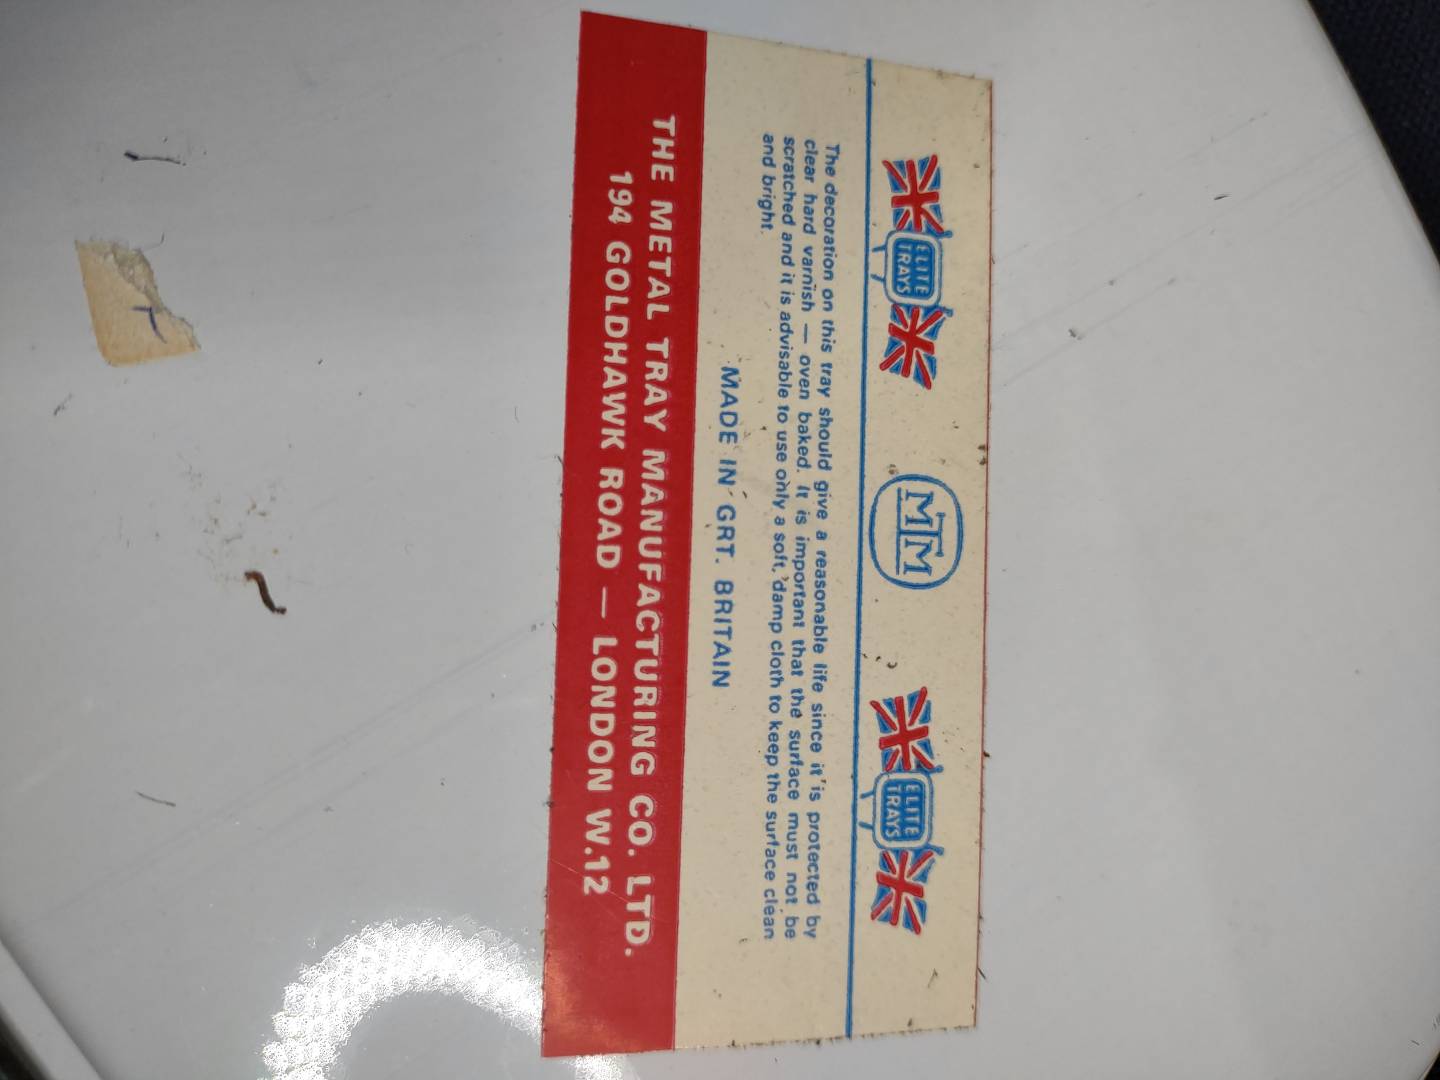 ELITE
TRAYS
MTM
ELITE
TRAYS
The decoration on this tray should give a reasonable life since it is protected by
clear hard varnish — oven baked. It is important that the surface must not be
scratched and it is advisable to use only a soft, damp cloth to keep the surface clean
and bright.
MADE IN GRT. BRITAIN
THE METAL TRAY MANUFACTURING CO. LTD.
194 GOLDHAWK ROAD — LONDON W.12